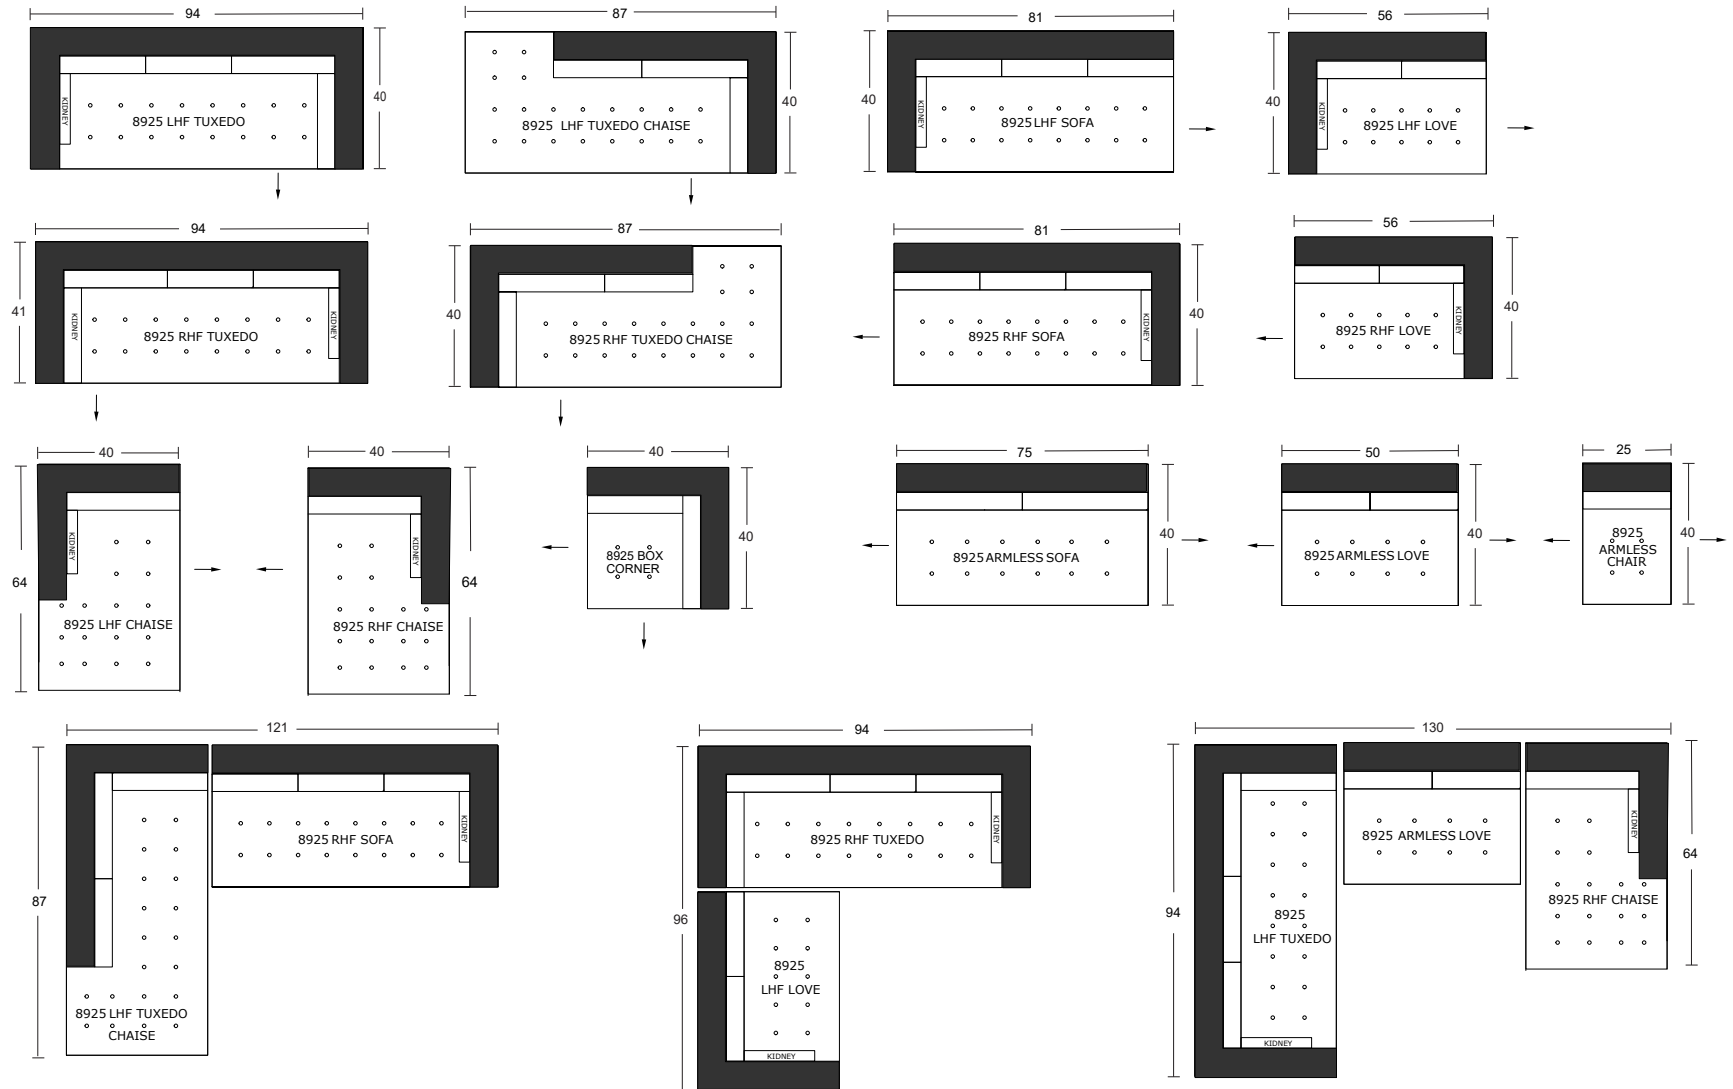 94
87
81
56
40
40
40
40
KIDNEY
8925 LHF TUXEDO
8925 LHF TUXEDO CHAISE
KIDNEY
8925 LHF SOFA
KIDNEY
8925 LHF LOVE
94
87
81
56
41
40
40
40
KIDNEY
8925 RHF TUXEDO
KIDNEY
8925 RHF TUXEDO CHAISE
8925 RHF SOFA
KIDNEY
8925 RHF LOVE
KIDNEY
40
40
40
75
50
25
64
KIDNEY
8925 LHF CHAISE
KIDNEY
8925 RHF CHAISE
64
8925 BOX
CORNER
40
8925 ARMLESS SOFA
40
8925 ARMLESS LOVE
40
8925
ARMLESS
CHAIR
40
121
94
130
87
8925 RHF SOFA
KIDNEY
8925 LHF TUXEDO
CHAISE
8925 RHF TUXEDO
KIDNEY
96
8925
LHF LOVE
KIDNEY
94
8925
LHF TUXEDO
KIDNEY
8925 ARMLESS LOVE
KIDNEY
8925 RHF CHAISE
64